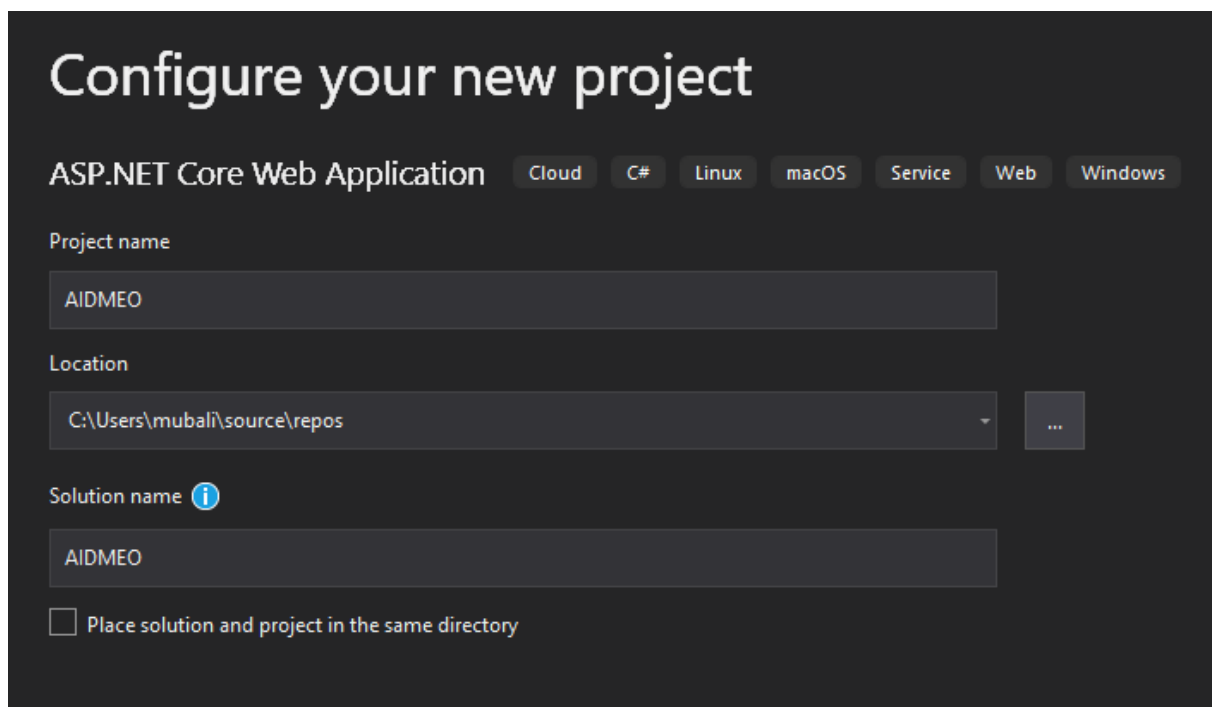 Configure your new project
ASP.NET Core Web Application Cloud C# Linux macOS Service Web Windows
Project name
AIDMEO
Location
C:\Users\mubali\source\repos
...
Solution name
AIDMEO
Place solution and project in the same directory